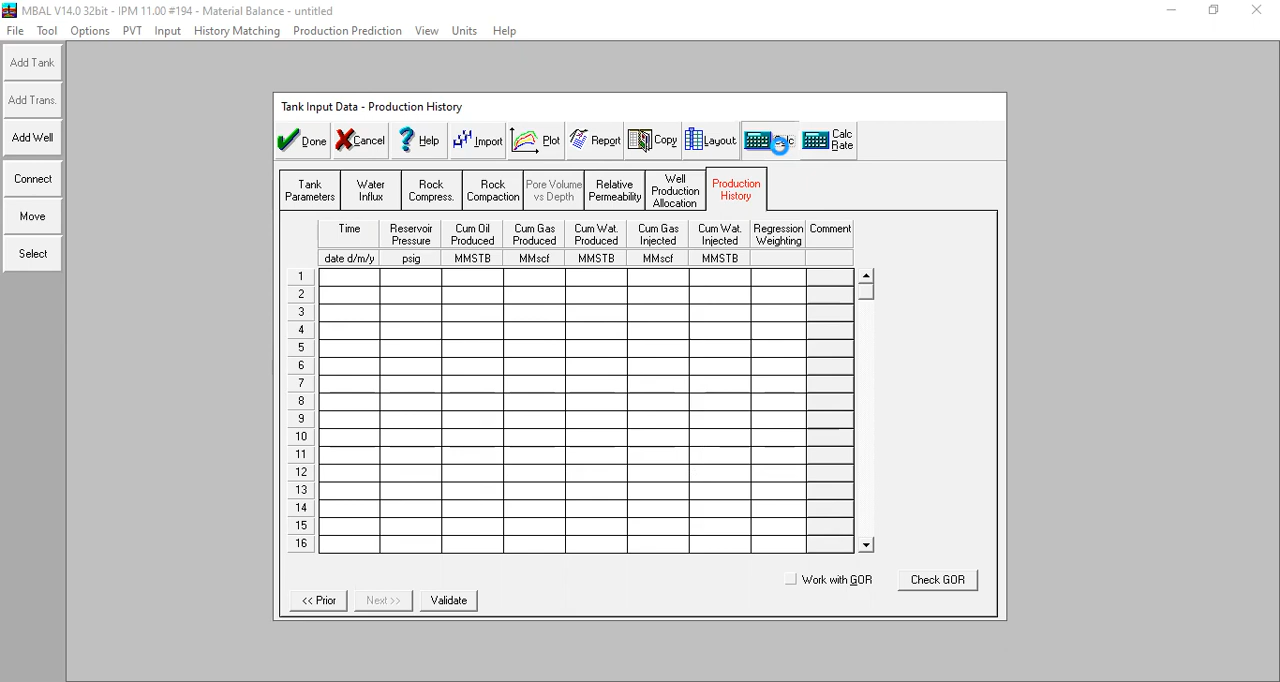 MBAL V14.0 32bit - IPM 11.00 #194 - Material Balance - untitled
File Tool Options PVT Input History Matching Production Prediction View Units Help
Add Tank
Add Trans.
Add Well
Connect
Move
Select
Tank Input Data - Production History
Done Cancel Help Import Plot Report Copy Layout Calc Calc Rate
Tank Parameters
Water Influx
Rock Compress.
Rock Compaction
Pore Volume vs Depth
Relative Permeability
Well Production Allocation
Production History
Time Reservoir Pressure Cum Oil Produced Cum Gas Produced Cum Wat. Produced Cum Gas Injected Cum Wat. Injected Regression Weighting Comment
date d/m/y psig MMSTB MMscf MMSTB MMscf MMSTB
1
2
3
4
5
6
7
8
9
10
11
12
13
14
15
16
Work with GOR Check GOR
<< Prior Next >> Validate